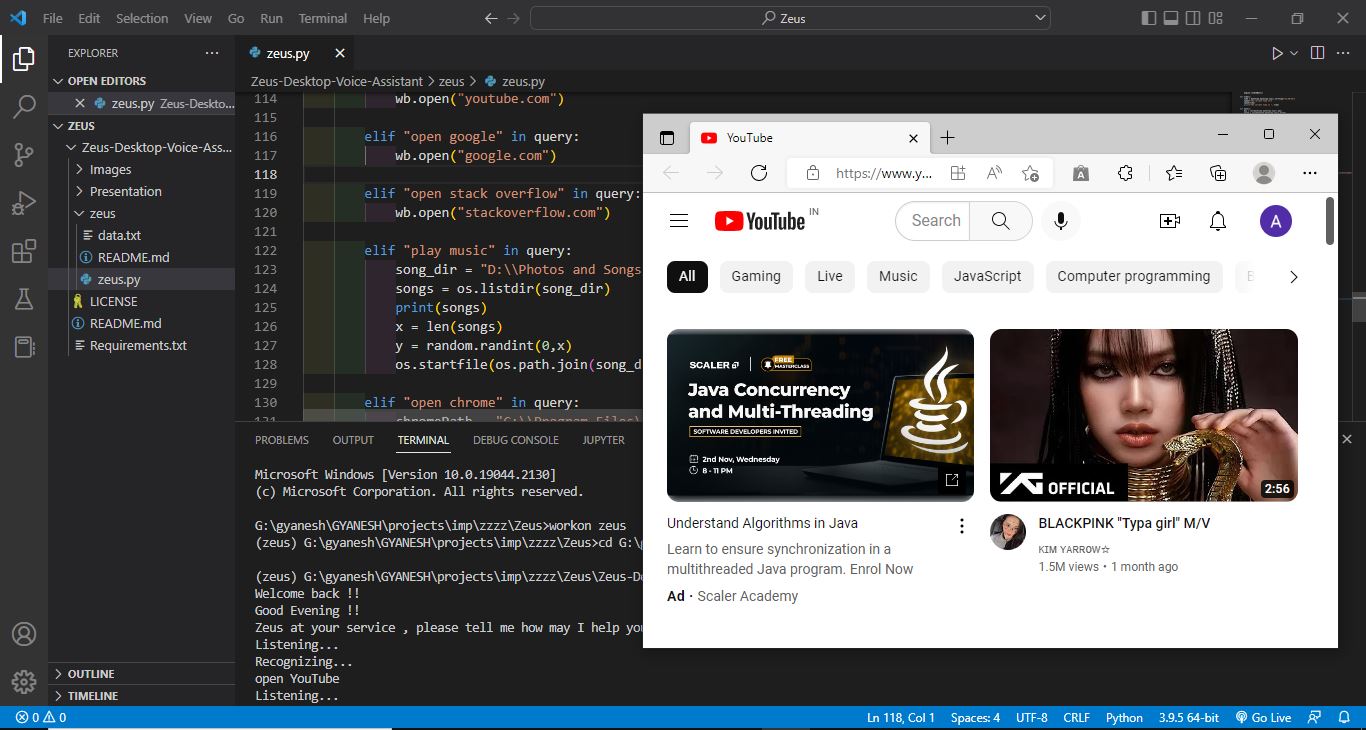 File Edit Selection View Go Run Terminal Help
Zeus
EXPLORER
OPEN EDITORS
zeus.py Zeus-Deskto...
ZEUS
Zeus-Desktop-Voice-Ass...
Images
Presentation
zeus
data.txt
README.md
zeus.py
LICENSE
README.md
Requirements.txt
OUTLINE
TIMELINE
zeus.py
Zeus-Desktop-Voice-Assistant > zeus > zeus.py
114 wb.open("youtube.com")
115
116 elif "open google" in query:
117 wb.open("google.com")
118
119 elif "open stack overflow" in query:
120 wb.open("stackoverflow.com")
121
122 elif "play music" in query:
123 song_dir = "D:\\Photos and Songs
124 songs = os.listdir(song_dir)
125 print(songs)
126 x = len(songs)
127 y = random.randint(0,x)
128 os.startfile(os.path.join(song_d
129
130 elif "open chrome" in query:
PROBLEMS OUTPUT TERMINAL DEBUG CONSOLE JUPYTER
Microsoft Windows [Version 10.0.19044.2130]
(c) Microsoft Corporation. All rights reserved.
G:\gyanesh\GYANESH\projects\imp\zzzz\Zeus>workon zeus
(zeus) G:\gyanesh\GYANESH\projects\imp\zzzz\Zeus>cd G:\
(zeus) G:\gyanesh\GYANESH\projects\imp\zzzz\Zeus\Zeus-De
Welcome back !!
Good Evening !!
Zeus at your service , please tell me how may I help you
Listening...
Recognizing...
open YouTube
Listening...
YouTube
https://www.y...
YouTube IN
Search
A
All Gaming Live Music JavaScript Computer programming
SCALER
FREE MASTERCLASS
Java Concurrency
and Multi-Threading
SOFTWARE DEVELOPERS INVITED
2nd Nov, Wednesday
8 - 11 PM
Understand Algorithms in Java
Learn to ensure synchronization in a
multithreaded Java program. Enrol Now
Ad · Scaler Academy
YG OFFICIAL
2:56
BLACKPINK "Typa girl" M/V
KIM YARROW☆
1.5M views • 1 month ago
0 0
Ln 118, Col 1 Spaces: 4 UTF-8 CRLF Python 3.9.5 64-bit Go Live